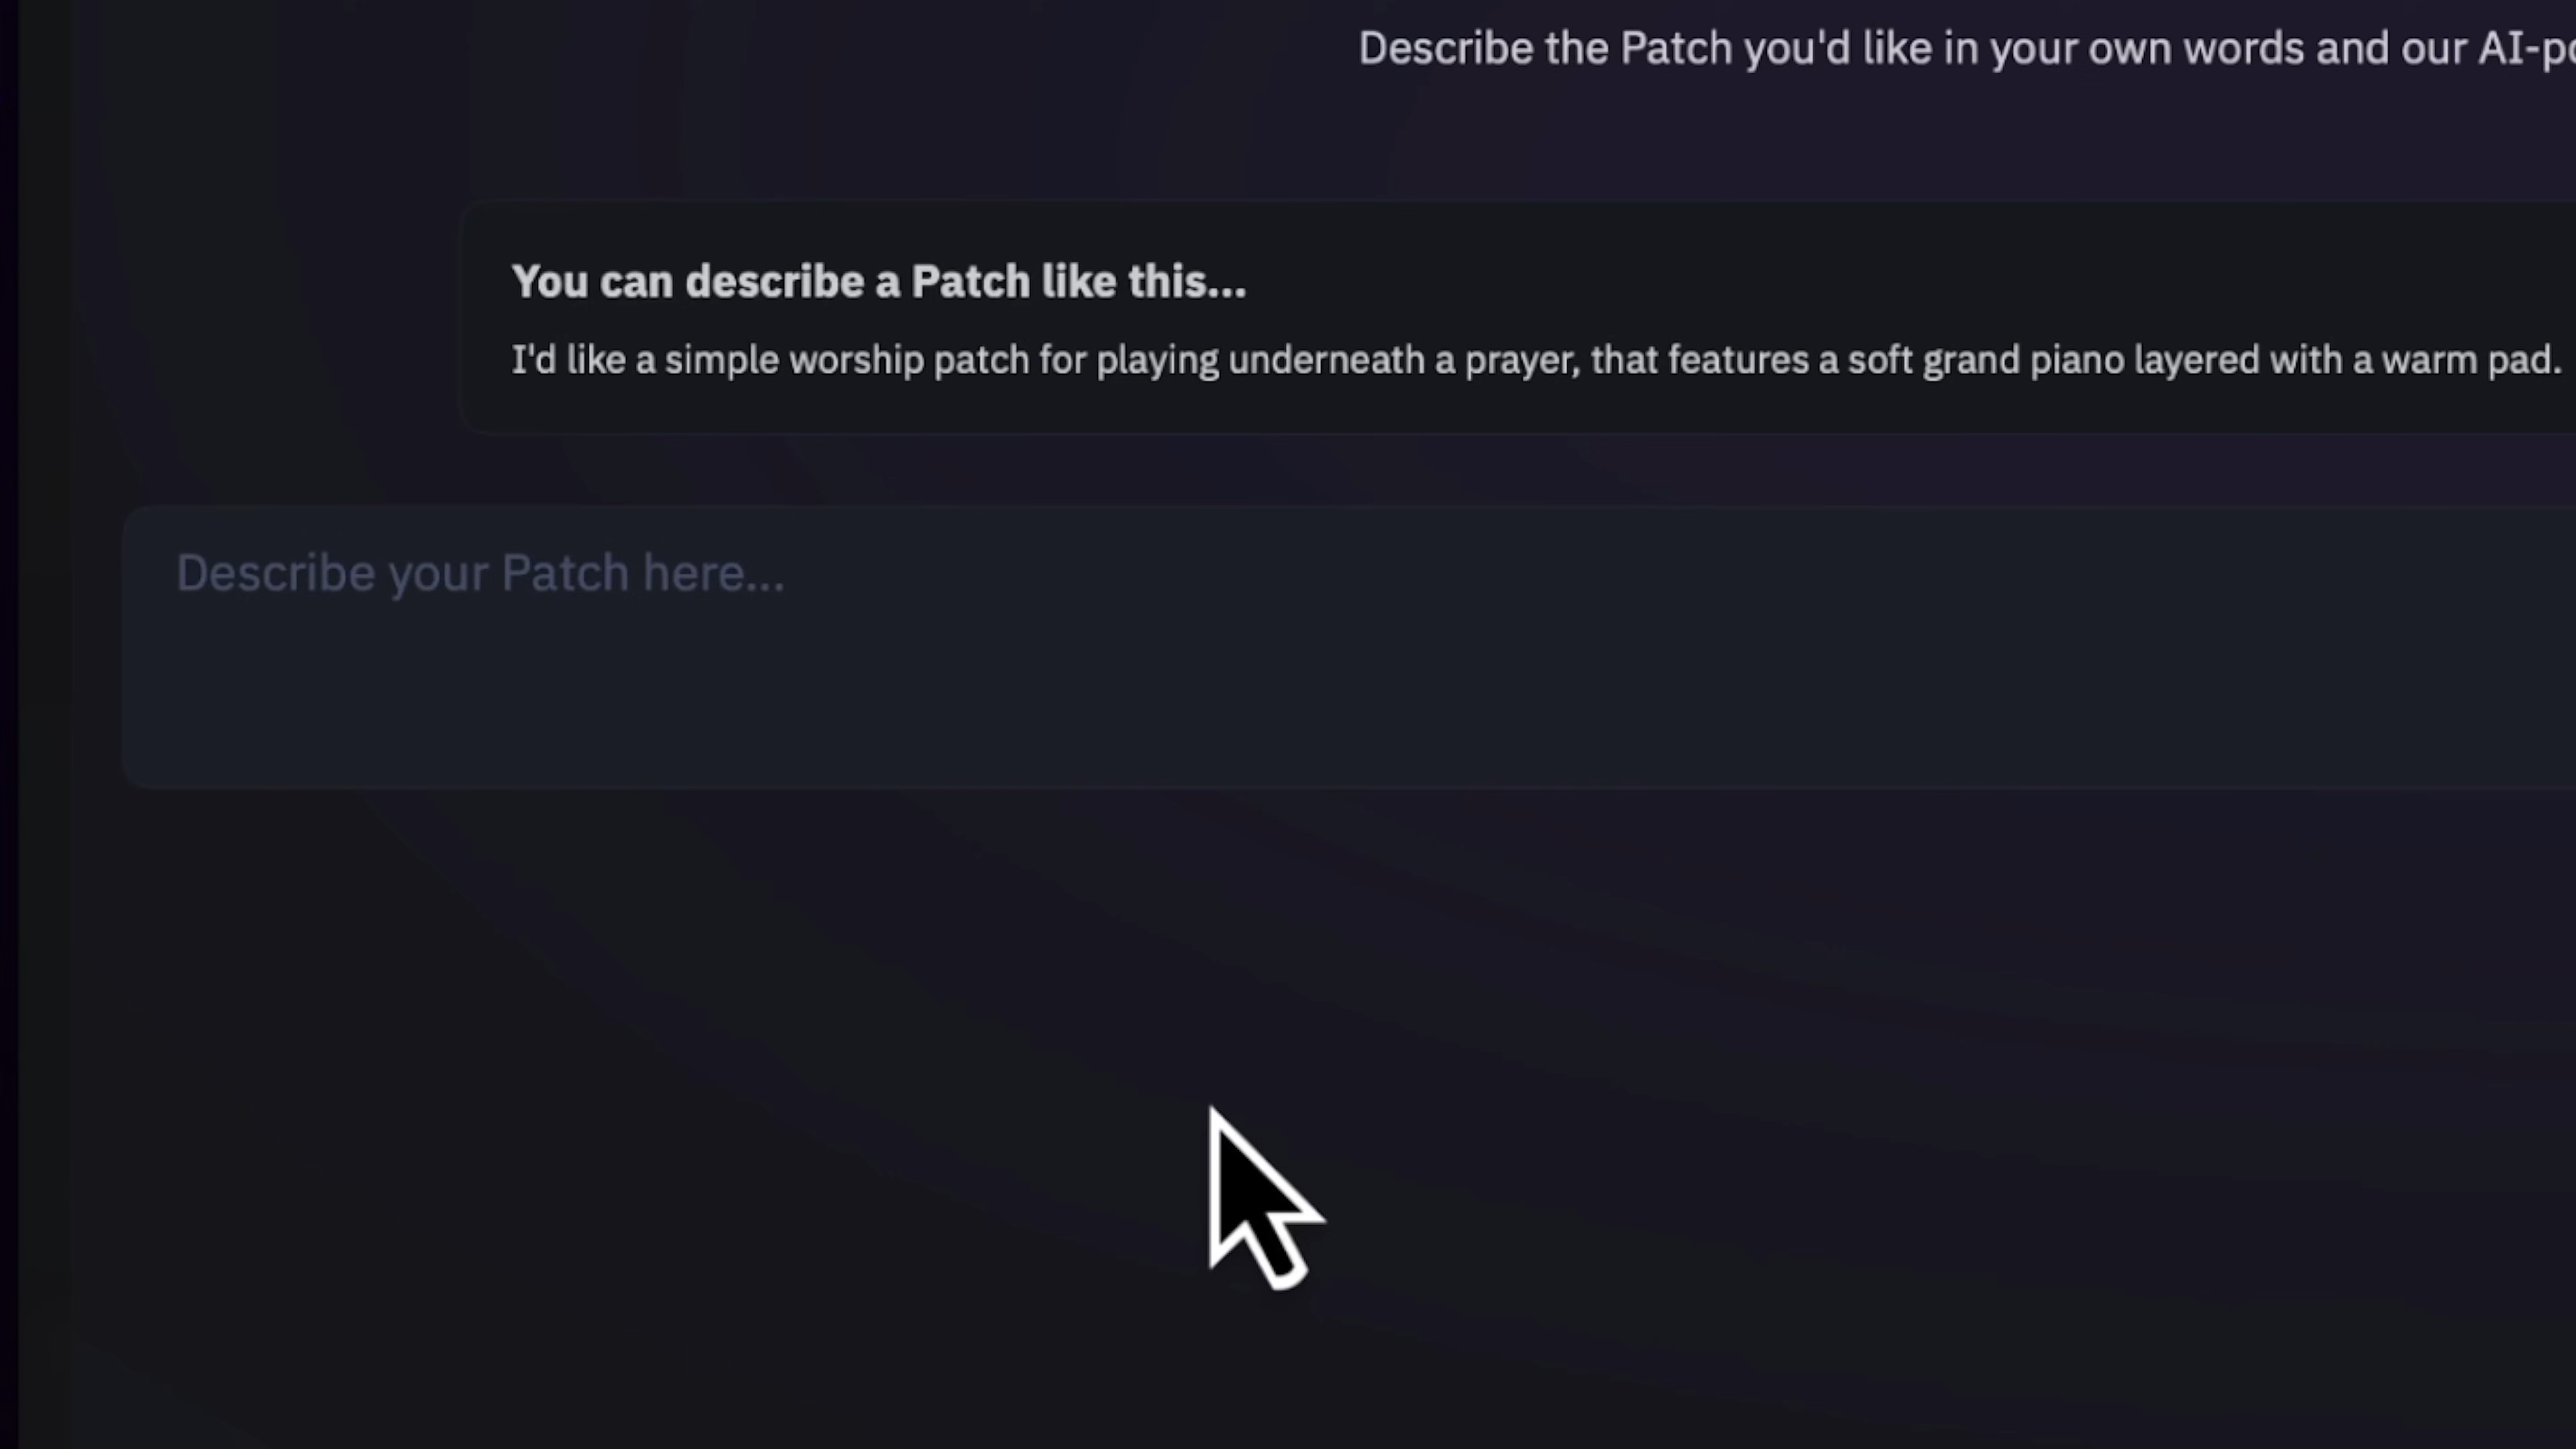 Describe the Patch you'd like in your own words and our AI-po
You can describe a Patch like this...
I'd like a simple worship patch for playing underneath a prayer, that features a soft grand piano layered with a warm pad.
Describe your Patch here...